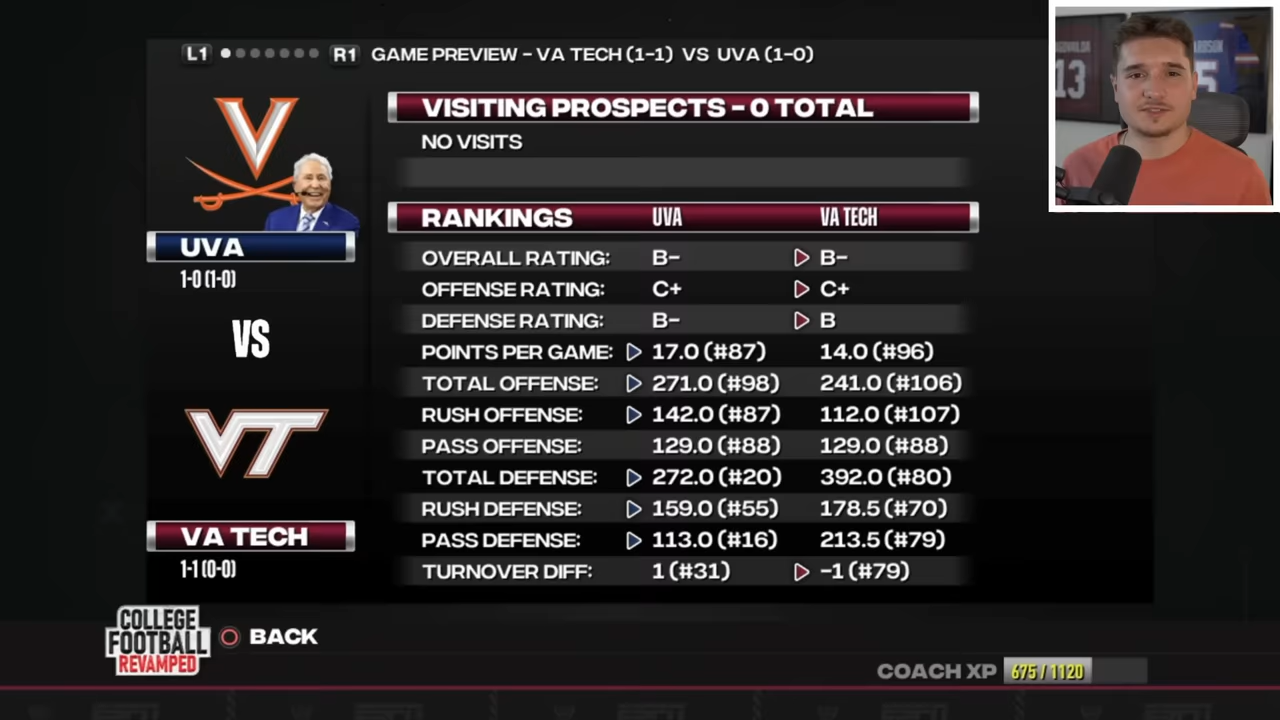 L1 R1 GAME PREVIEW - VA TECH (1-1) VS UVA (1-0)
VISITING PROSPECTS - 0 TOTAL
NO VISITS
RANKINGS UVA VA TECH
OVERALL RATING: B- B-
OFFENSE RATING: C+ C+
DEFENSE RATING: B- B
POINTS PER GAME: 17.0 (#87) 14.0 (#96)
TOTAL OFFENSE: 271.0 (#98) 241.0 (#106)
RUSH OFFENSE: 142.0 (#87) 112.0 (#107)
PASS OFFENSE: 129.0 (#88) 129.0 (#88)
TOTAL DEFENSE: 272.0 (#20) 392.0 (#80)
RUSH DEFENSE: 159.0 (#55) 178.5 (#70)
PASS DEFENSE: 113.0 (#16) 213.5 (#79)
TURNOVER DIFF: 1 (#31) -1 (#79)
V
UVA
1-0 (1-0)
VS
VT
VA TECH
1-1 (0-0)
COLLEGE
FOOTBALL
REVAMPED
BACK
COACH XP 675 / 1120
13